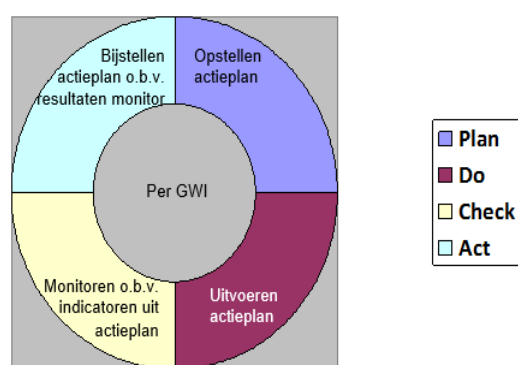 Bijstellen
actieplan o.b.v.
resultaten monitor
Opstellen
actieplan
Per GWI
Monitoren o.b.v.
indicatoren uit
actieplan
Uitvoeren
actieplan
Plan
Do
Check
Act